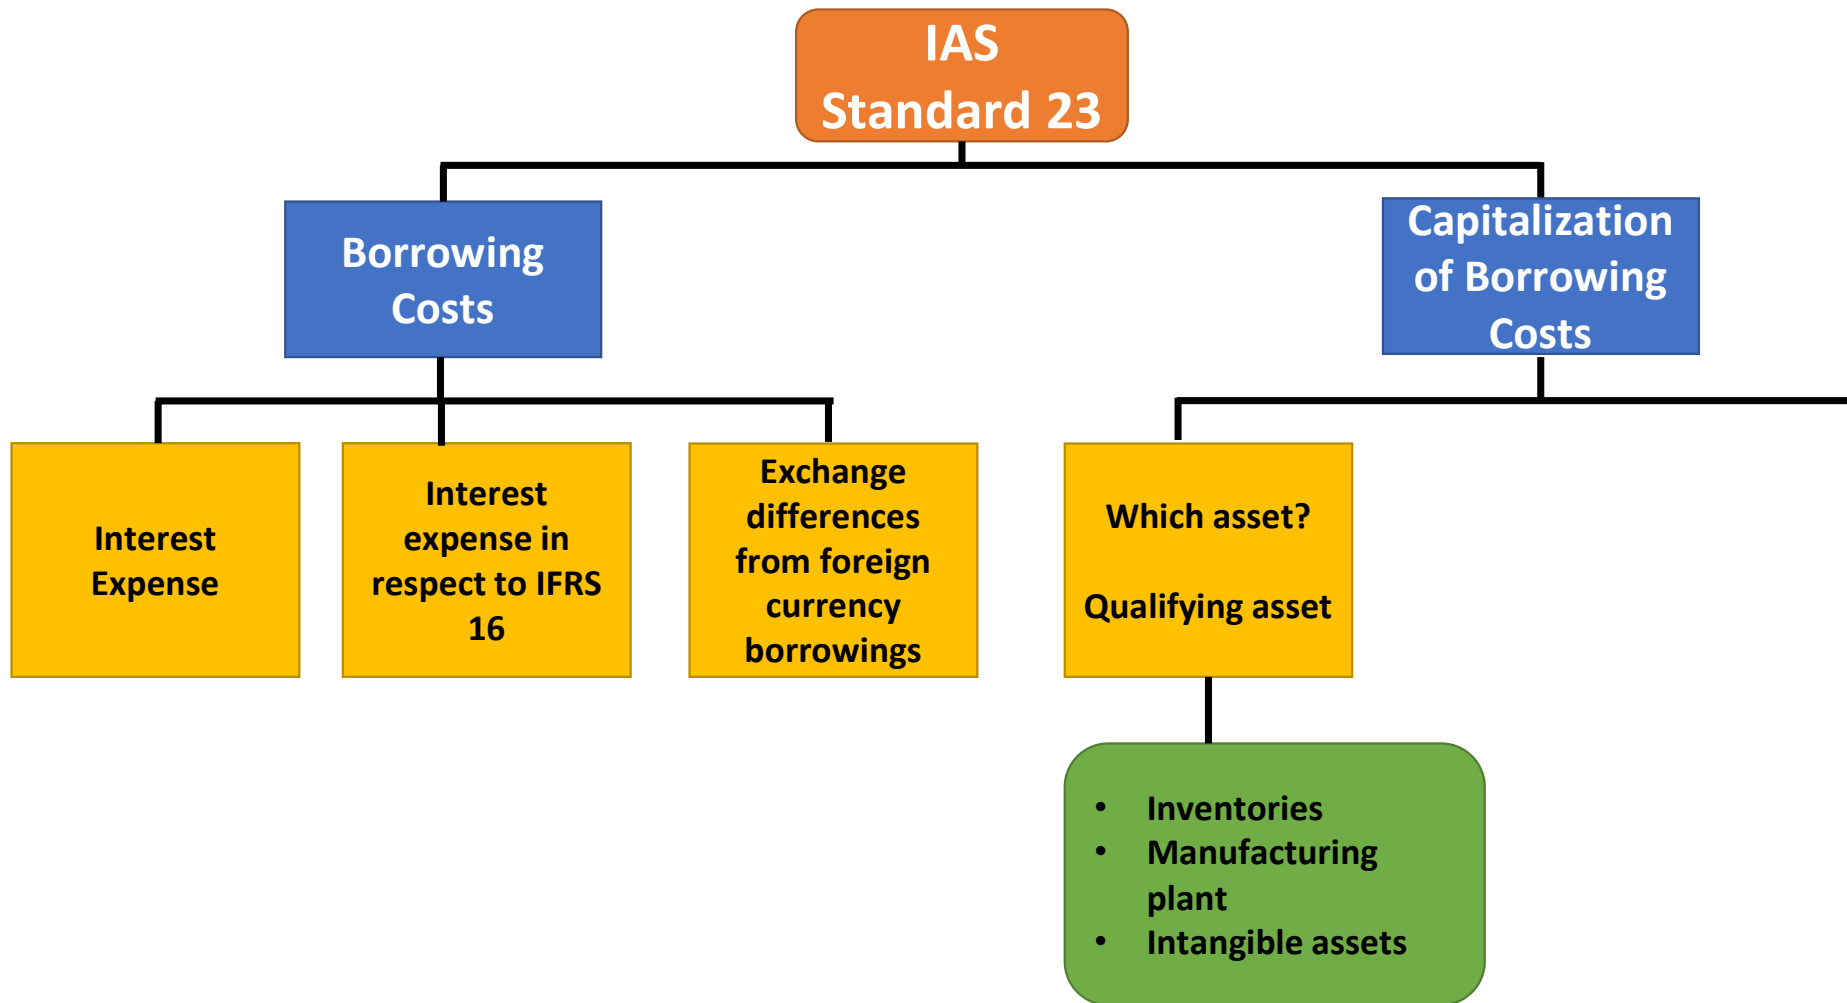 IAS
Standard 23
Borrowing
Costs
Capitalization
of Borrowing
Costs
Interest
Expense
Interest
expense in
respect to IFRS
16
Exchange
differences
from foreign
currency
borrowings
Which asset?
Qualifying asset
• Inventories
• Manufacturing
plant
• Intangible assets